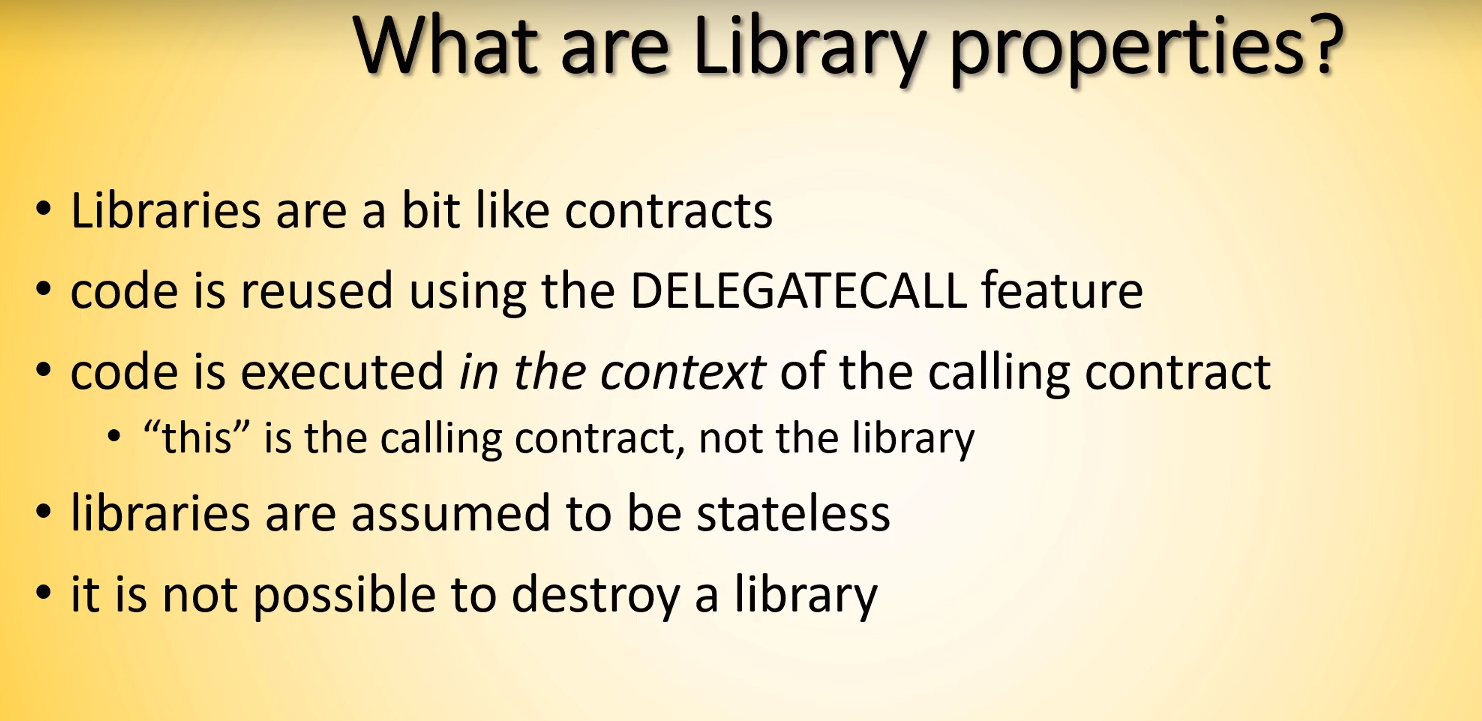 What are Library properties?
• Libraries are a bit like contracts
• code is reused using the DELEGATECALL feature
• code is executed in the context of the calling contract
• “this” is the calling contract, not the library
• libraries are assumed to be stateless
• it is not possible to destroy a library